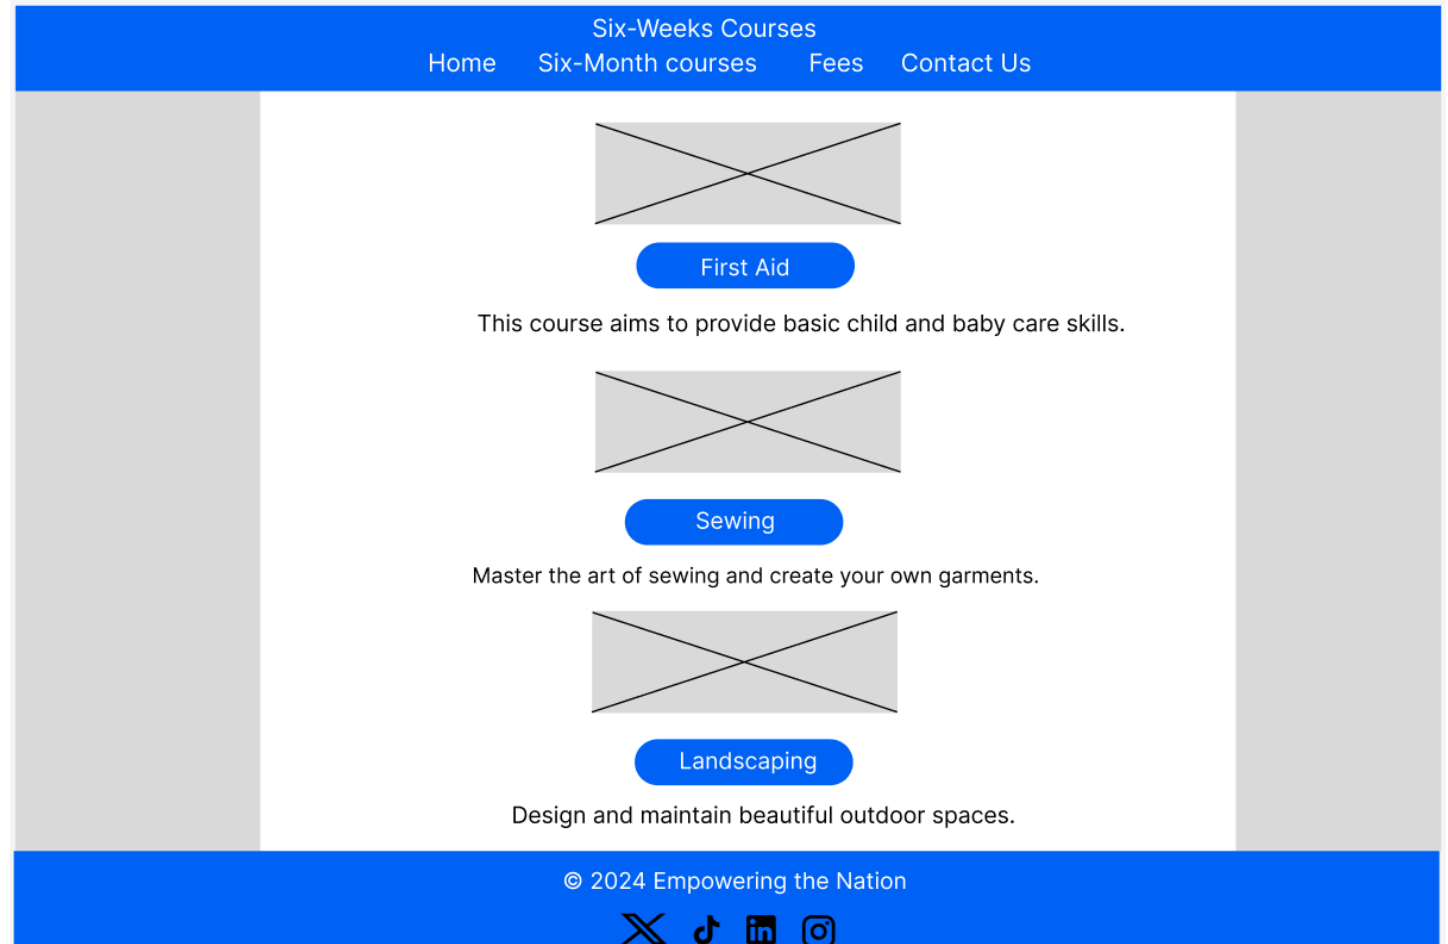 Six-Weeks Courses
Home Six-Month courses Fees Contact Us
First Aid
This course aims to provide basic child and baby care skills.
Sewing
Master the art of sewing and create your own garments.
Landscaping
Design and maintain beautiful outdoor spaces.
© 2024 Empowering the Nation